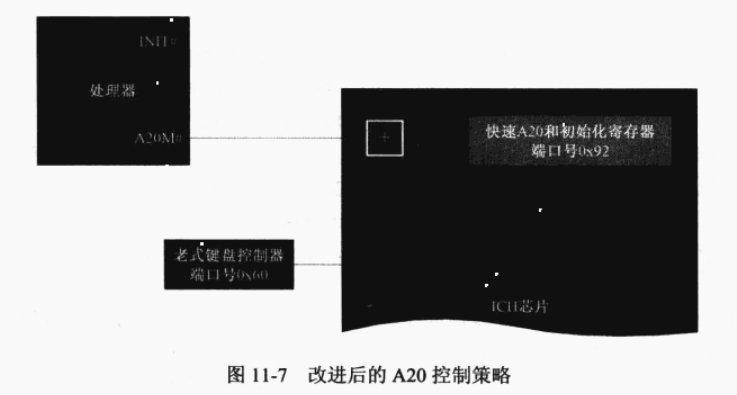 INIT#
处理器
A20M#
+
快速A20和初始化寄存器
端口号0x92
老式键盘控制器
端口号0x60
ICH芯片
图 11-7 改进后的 A20 控制策略